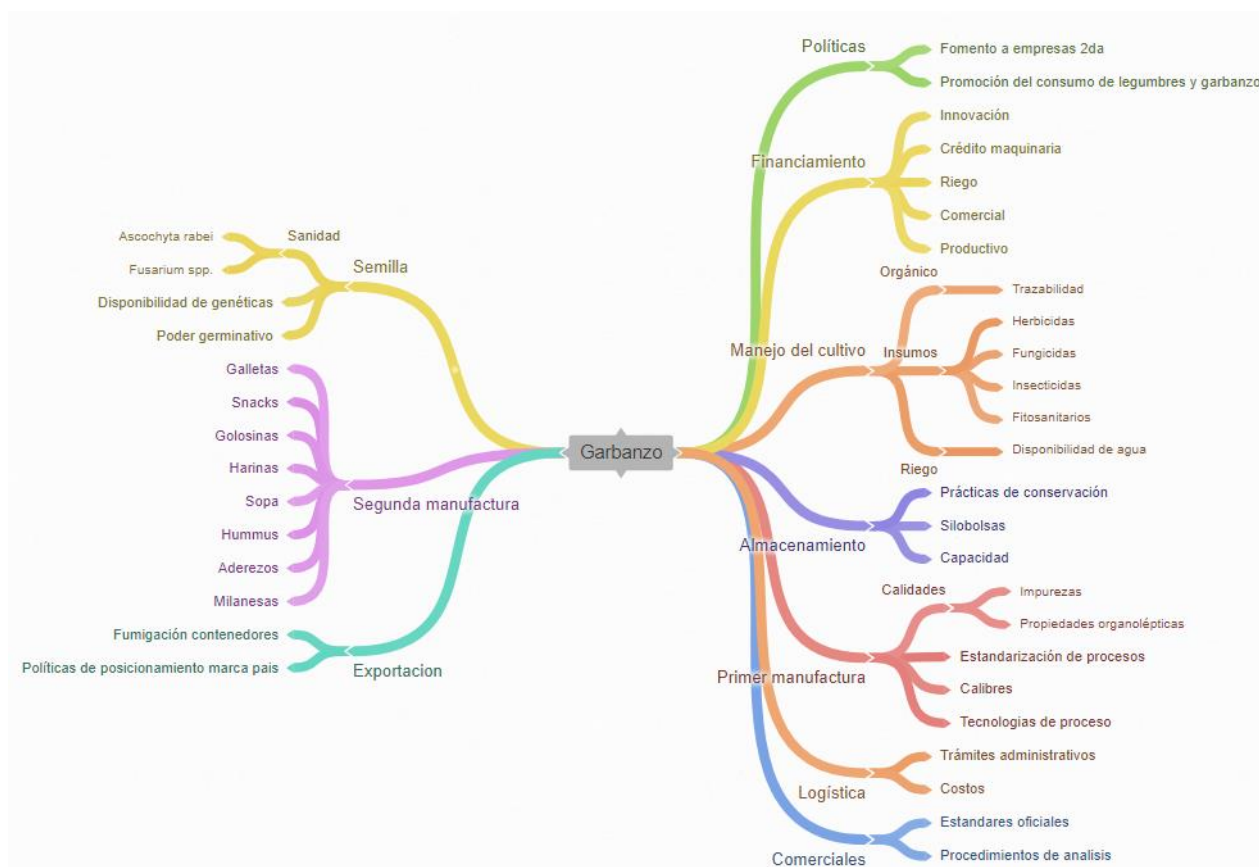 Garbanzo
Políticas
Fomento a empresas 2da
Promoción del consumo de legumbres y garbanzo
Financiamiento
Innovación
Crédito maquinaria
Riego
Comercial
Productivo
Manejo del cultivo
Orgánico
Trazabilidad
Insumos
Herbicidas
Fungicidas
Insecticidas
Fitosanitarios
Riego
Disponibilidad de agua
Almacenamiento
Prácticas de conservación
Silobolsas
Capacidad
Primer manufactura
Calidades
Impurezas
Propiedades organolépticas
Estandarización de procesos
Calibres
Tecnologias de proceso
Logística
Trámites administrativos
Costos
Comerciales
Estandares oficiales
Procedimientos de analisis
Semilla
Sanidad
Ascochyta rabei
Fusarium spp.
Disponibilidad de genéticas
Poder germinativo
Segunda manufactura
Galletas
Snacks
Golosinas
Harinas
Sopa
Hummus
Aderezos
Milanesas
Exportacion
Fumigación contenedores
Políticas de posicionamiento marca pais